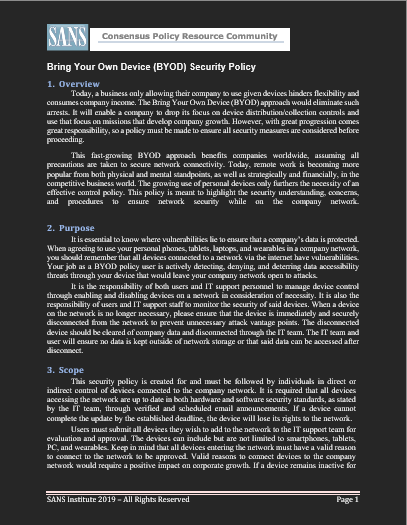 SANS
Consensus Policy Resource Community
Bring Your Own Device (BYOD) Security Policy
1. Overview
Today, a business only allowing their company to use given devices hinders flexibility and
consumes company income. The Bring Your Own Device (BYOD) approach would eliminate such
arrests. It will enable a company to drop its focus on device distribution/collection controls and
use that focus on missions that develop company growth. However, with great progression comes
great responsibility, so a policy must be made to ensure all security measures are considered before
proceeding.
This fast-growing BYOD approach benefits companies worldwide, assuming all
precautions are taken to secure network connectivity. Today, remote work is becoming more
popular from both physical and mental standpoints, as well as strategically and financially, in the
competitive business world. The growing use of personal devices only furthers the necessity of an
effective control policy. This policy is meant to highlight the security understanding, concerns,
and procedures to ensure network security while on the company network.
2. Purpose
It is essential to know where vulnerabilities lie to ensure that a company's data is protected.
When agreeing to use your personal phones, tablets, laptops, and wearables in a company network,
you should remember that all devices connected to a network via the internet have vulnerabilities.
Your job as a BYOD policy user is actively detecting, denying, and deterring data accessibility
threats through your device that would leave your company network open to attacks.
It is the responsibility of both users and IT support personnel to manage device control
through enabling and disabling devices on a network in consideration of necessity. It is also the
responsibility of users and IT support staff to monitor the security of said devices. When a device
on the network is no longer necessary, please ensure that the device is immediately and securely
disconnected from the network to prevent unnecessary attack vantage points. The disconnected
device should be cleared of company data and disconnected through the IT team. The IT team and
user will ensure no data is kept outside of network storage or that said data can be accessed after
disconnect.
3. Scope
This security policy is created for and must be followed by individuals in direct or
indirect control of devices connected to the company network. It is required that all devices
accessing the network are up to date in both hardware and software security standards, as stated
by the IT team, through verified and scheduled email announcements. If a device cannot
complete the update by the established deadline, the device will lose its rights to the network.
Users must submit all devices they wish to add to the network to the IT support team for
evaluation and approval. The devices can include but are not limited to smartphones, tablets,
PC, and wearables. Keep in mind that all devices entering the network must have a valid reason
to connect to the network to be approved. Valid reasons to connect devices to the company
network would require a positive impact on corporate growth. If a device remains inactive for
SANS Institute 2019 – All Rights Reserved
Page 1